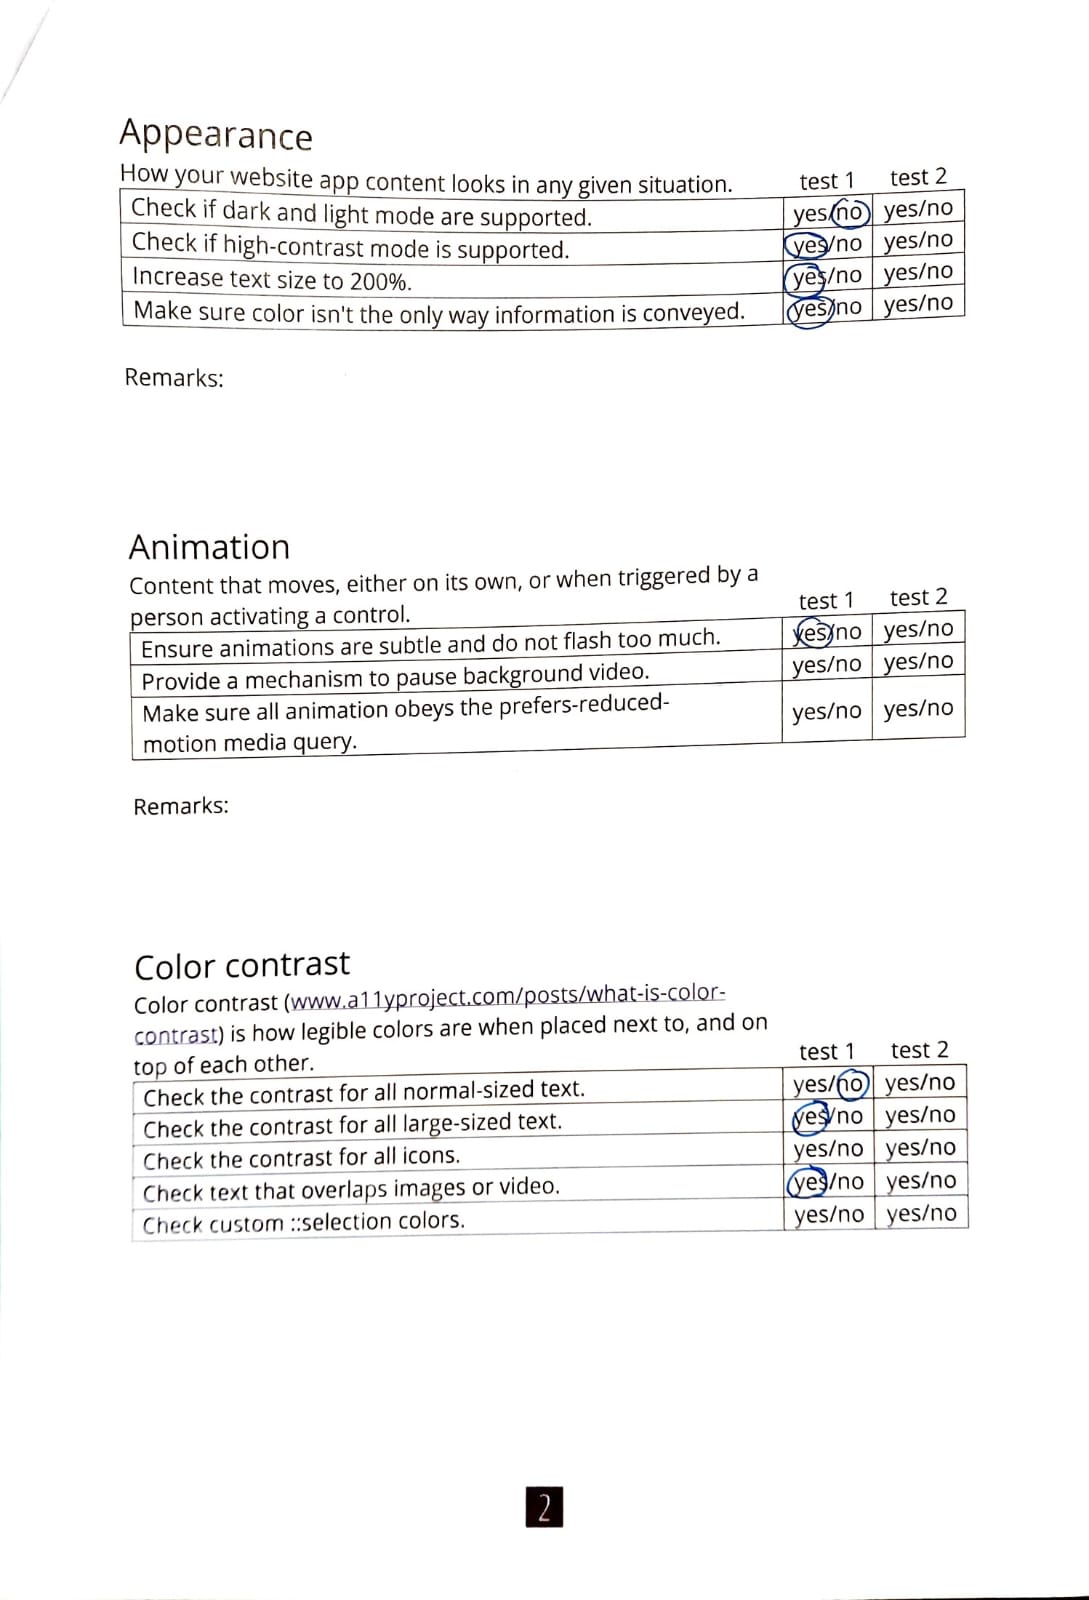 Appearance
How your website app content looks in any given situation. test 1 test 2
Check if dark and light mode are supported. yes/no yes/no
Check if high-contrast mode is supported. yes/no yes/no
Increase text size to 200%. yes/no yes/no
Make sure color isn't the only way information is conveyed. yes/no yes/no
Remarks:
Animation
Content that moves, either on its own, or when triggered by a
person activating a control. test 1 test 2
Ensure animations are subtle and do not flash too much. yes/no yes/no
Provide a mechanism to pause background video. yes/no yes/no
Make sure all animation obeys the prefers-reduced-
motion media query. yes/no yes/no
Remarks:
Color contrast
Color contrast (www.a11yproject.com/posts/what-is-color-
contrast) is how legible colors are when placed next to, and on
top of each other. test 1 test 2
Check the contrast for all normal-sized text. yes/no yes/no
Check the contrast for all large-sized text. yes/no yes/no
Check the contrast for all icons. yes/no yes/no
Check text that overlaps images or video. yes/no yes/no
Check custom ::selection colors. yes/no yes/no
2